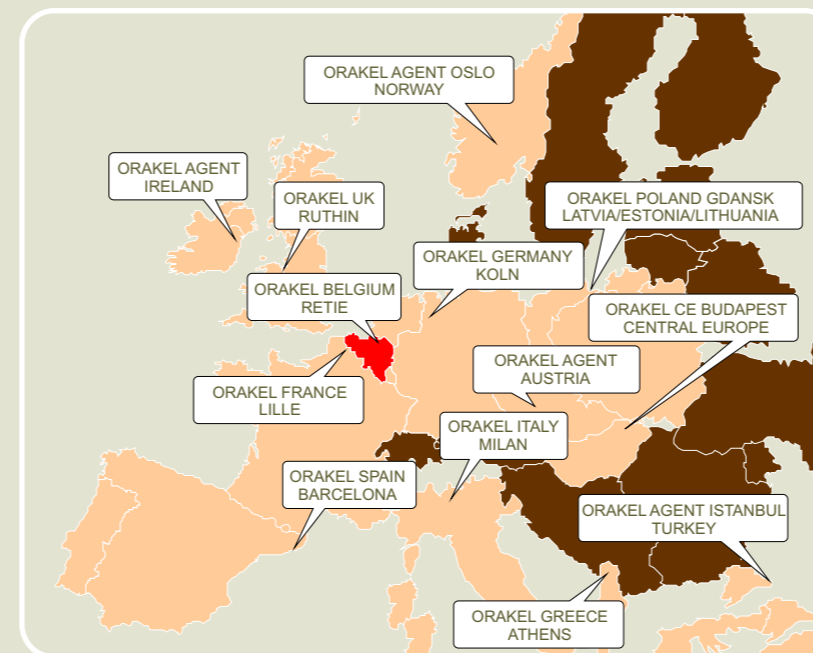 ORAKEL AGENT OSLO
NORWAY
ORAKEL AGENT
IRELAND
ORAKEL UK
RUTHIN
ORAKEL POLAND GDANSK
LATVIA/ESTONIA/LITHUANIA
ORAKEL GERMANY
KOLN
ORAKEL BELGIUM
RETIE
ORAKEL CE BUDAPEST
CENTRAL EUROPE
ORAKEL AGENT
AUSTRIA
ORAKEL FRANCE
LILLE
ORAKEL ITALY
MILAN
ORAKEL SPAIN
BARCELONA
ORAKEL AGENT ISTANBUL
TURKEY
ORAKEL GREECE
ATHENS